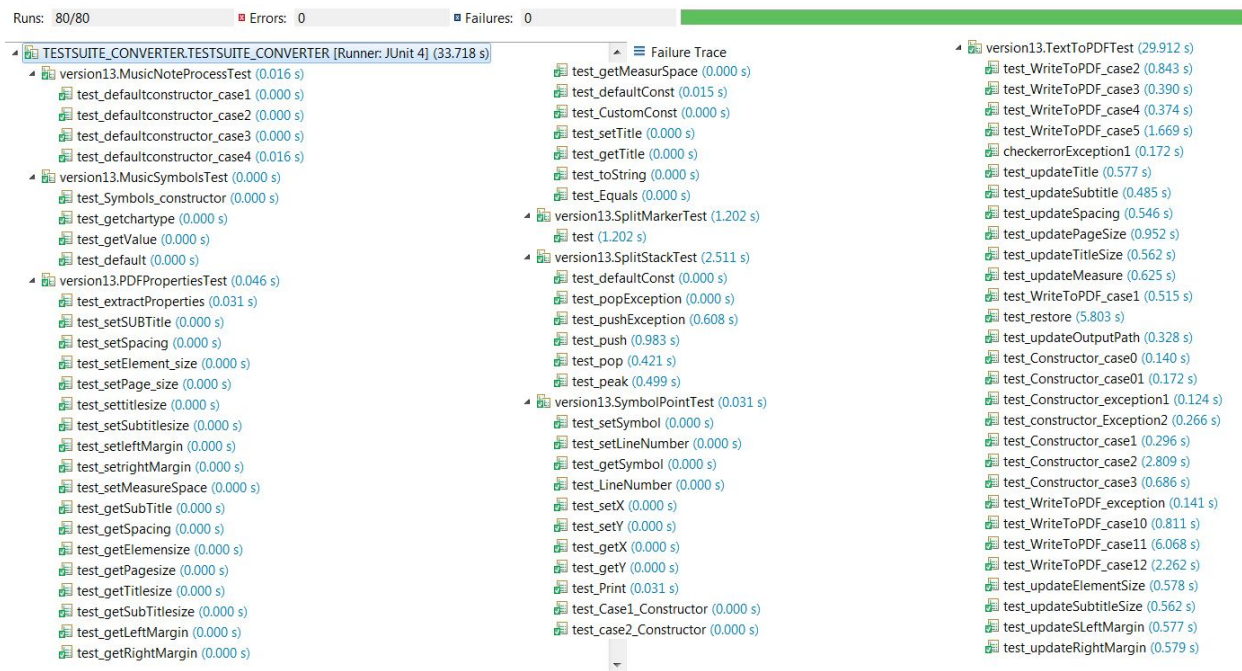 Runs: 80/80 Errors: 0 Failures: 0
TESTSUITE_CONVERTER.TESTSUITE_CONVERTER [Runner: JUnit 4] (33.718 s)
version13.MusicNoteProcessTest (0.016 s)
test_defaultconstructor_case1 (0.000 s)
test_defaultconstructor_case2 (0.000 s)
test_defaultconstructor_case3 (0.000 s)
test_defaultconstructor_case4 (0.016 s)
version13.MusicSymbolsTest (0.000 s)
test_Symbols_constructor (0.000 s)
test_getchartype (0.000 s)
test_getValue (0.000 s)
test_default (0.000 s)
version13.PDFPropertiesTest (0.046 s)
test_extractProperties (0.031 s)
test_setSUBTitle (0.000 s)
test_setSpacing (0.000 s)
test_setElement_size (0.000 s)
test_setPage_size (0.000 s)
test_settitlesize (0.000 s)
test_setSubtitlesize (0.000 s)
test_setleftMargin (0.000 s)
test_setrightMargin (0.000 s)
test_setMeasureSpace (0.000 s)
test_getSubTitle (0.000 s)
test_getSpacing (0.000 s)
test_getElemensize (0.000 s)
test_getPagesize (0.000 s)
test_getTitlesize (0.000 s)
test_getSubTitlesize (0.000 s)
test_getLeftMargin (0.000 s)
test_getRightMargin (0.000 s)
Failure Trace
test_getMeasurSpace (0.000 s)
test_defaultConst (0.015 s)
test_CustomConst (0.000 s)
test_setTitle (0.000 s)
test_getTitle (0.000 s)
test_toString (0.000 s)
test_Equals (0.000 s)
version13.SplitMarkerTest (1.202 s)
test (1.202 s)
version13.SplitStackTest (2.511 s)
test_defaultConst (0.000 s)
test_popException (0.000 s)
test_pushException (0.608 s)
test_push (0.983 s)
test_pop (0.421 s)
test_peak (0.499 s)
version13.SymbolPointTest (0.031 s)
test_setSymbol (0.000 s)
test_setLineNumber (0.000 s)
test_getSymbol (0.000 s)
test_LineNumber (0.000 s)
test_setX (0.000 s)
test_setY (0.000 s)
test_getX (0.000 s)
test_getY (0.000 s)
test_Print (0.031 s)
test_Case1_Constructor (0.000 s)
test_case2_Constructor (0.000 s)
version13.TextToPDFTest (29.912 s)
test_WriteToPDF_case2 (0.843 s)
test_WriteToPDF_case3 (0.390 s)
test_WriteToPDF_case4 (0.374 s)
test_WriteToPDF_case5 (1.669 s)
checkerrorException1 (0.172 s)
test_updateTitle (0.577 s)
test_updateSubtitle (0.485 s)
test_updateSpacing (0.546 s)
test_updatePageSize (0.952 s)
test_updateTitleSize (0.562 s)
test_updateMeasure (0.625 s)
test_WriteToPDF_case1 (0.515 s)
test_restore (5.803 s)
test_updateOutputPath (0.328 s)
test_Constructor_case0 (0.140 s)
test_Constructor_case01 (0.172 s)
test_Constructor_exception1 (0.124 s)
test_constructor_Exception2 (0.266 s)
test_Constructor_case1 (0.296 s)
test_Constructor_case2 (2.809 s)
test_Constructor_case3 (0.686 s)
test_WriteToPDF_exception (0.141 s)
test_WriteToPDF_case10 (0.811 s)
test_WriteToPDF_case11 (6.068 s)
test_WriteToPDF_case12 (2.262 s)
test_updateElementSize (0.578 s)
test_updateSubtitleSize (0.562 s)
test_updateSLeftMargin (0.577 s)
test_updateRightMargin (0.579 s)